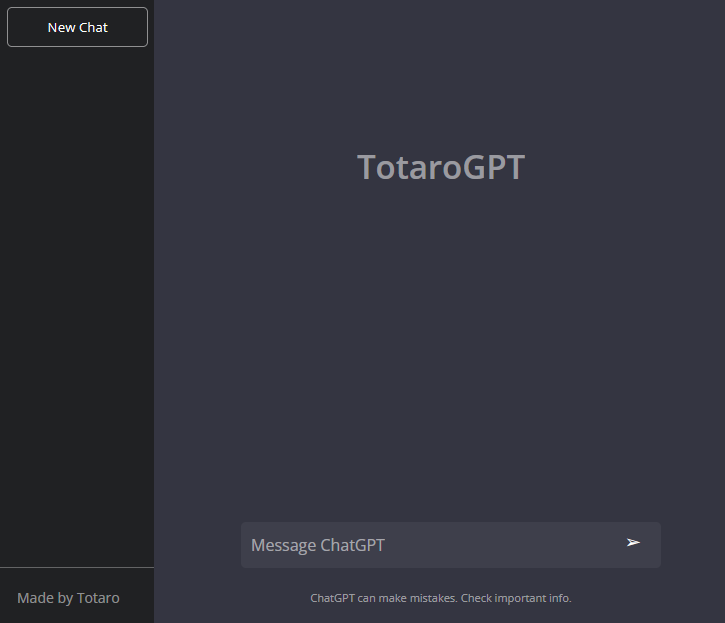 New Chat
TotaroGPT
Message ChatGPT
➢
Made by Totaro
ChatGPT can make mistakes. Check important info.